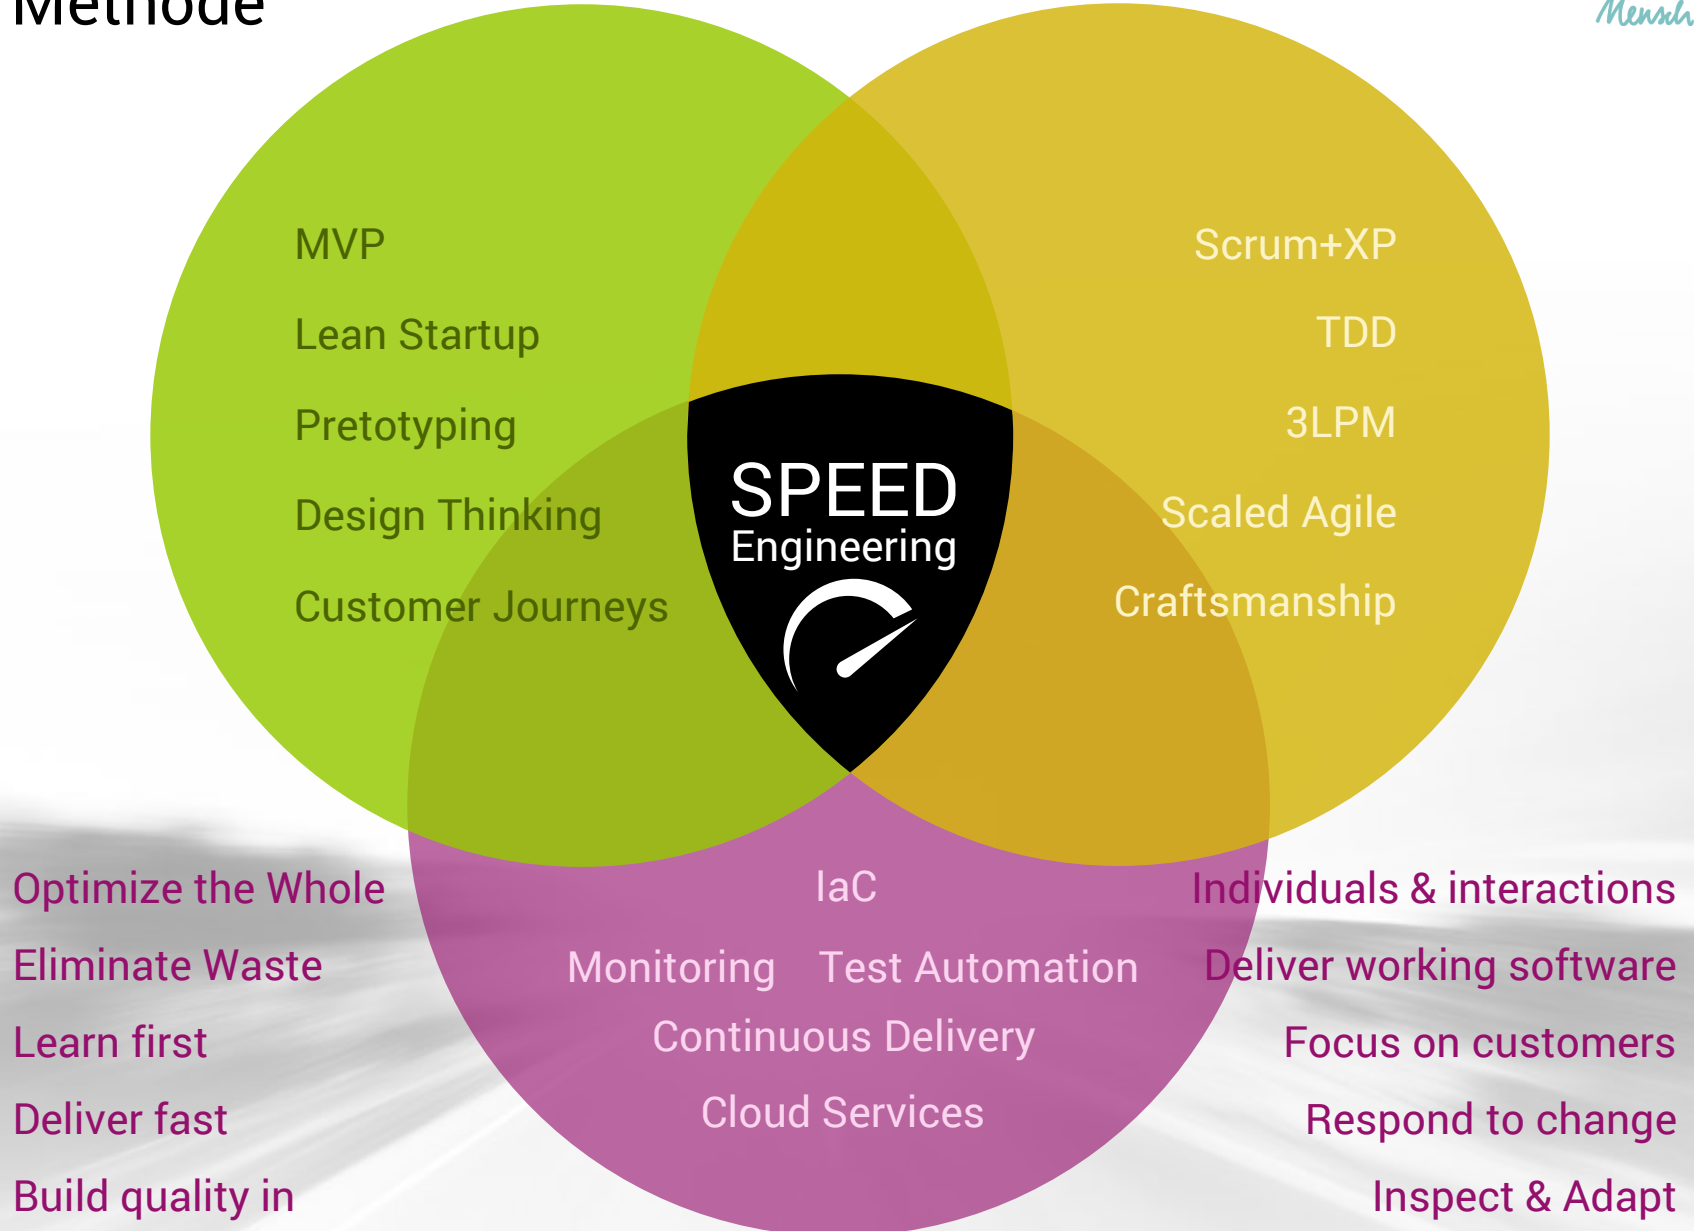 Methode
Mensch
MVP
Lean Startup
Pretotyping
Design Thinking
Customer Journeys
Scrum+XP
TDD
3LPM
Scaled Agile
Craftsmanship
SPEED
Engineering
IaC
Monitoring Test Automation
Continuous Delivery
Cloud Services
Optimize the Whole
Eliminate Waste
Learn first
Deliver fast
Build quality in
Individuals & interactions
Deliver working software
Focus on customers
Respond to change
Inspect & Adapt